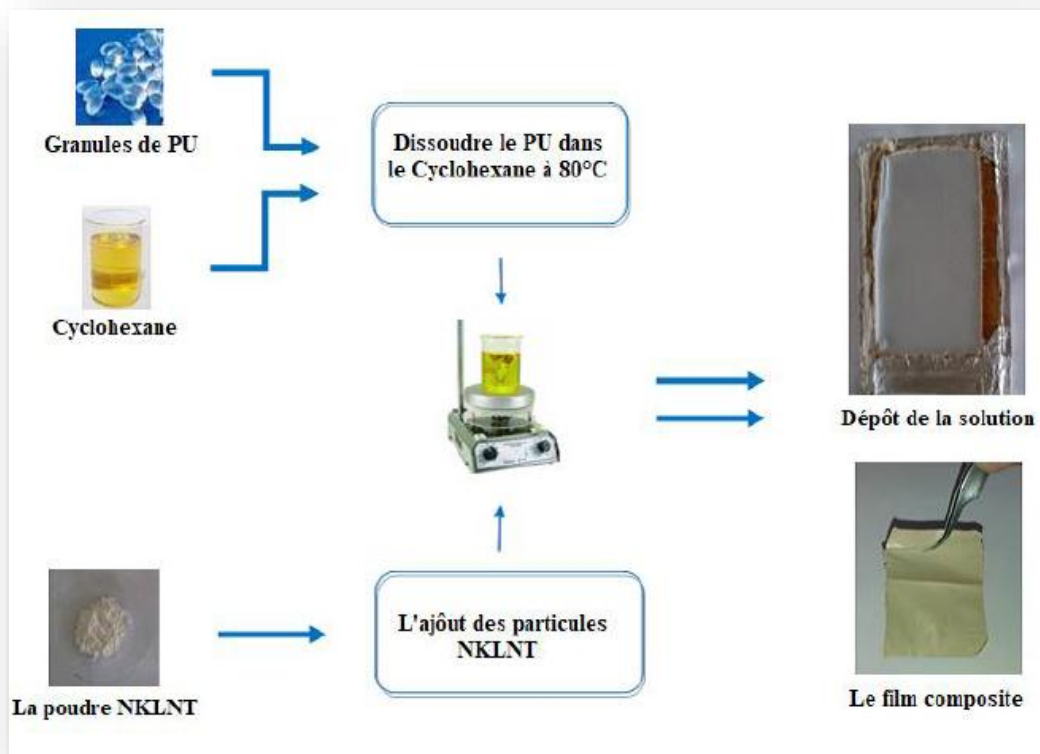 Granules de PU
Cyclohexane
Dissoudre le PU dans
le Cyclohexane à 80°C
La poudre NKLNT
L'ajôut des particules
NKLNT
Dépôt de la solution
Le film composite